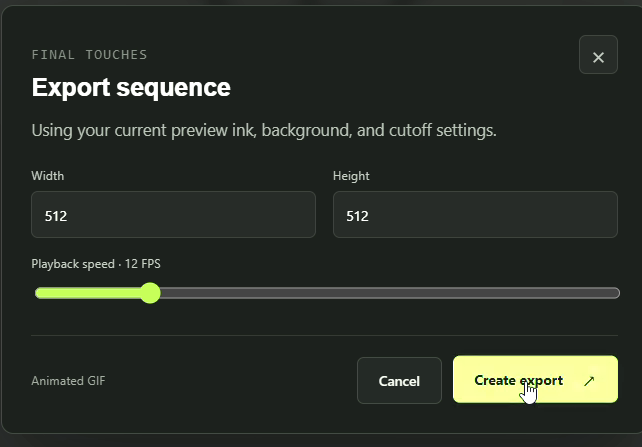 FINAL TOUCHES
Export sequence
Using your current preview ink, background, and cutoff settings.
Width
Height
512
512
Playback speed · 12 FPS
Animated GIF
Cancel
Create export ↗